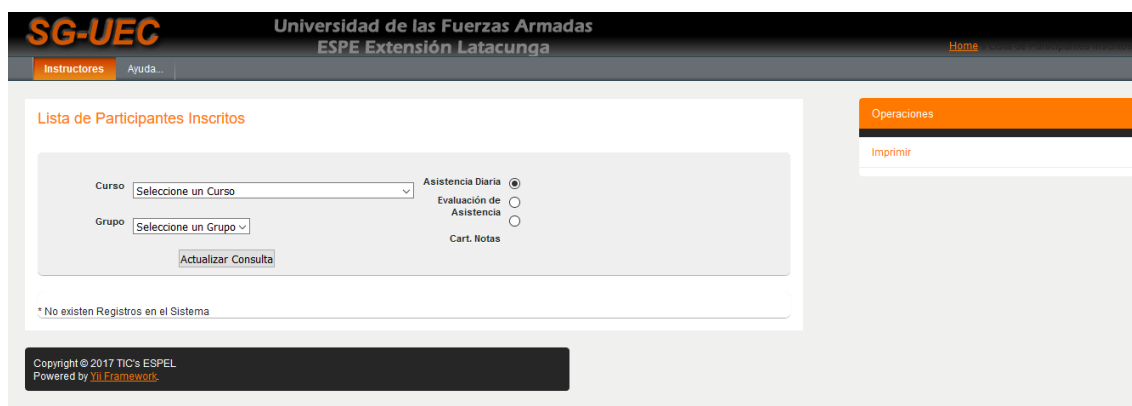 SG-UEC
Universidad de las Fuerzas Armadas
ESPE Extensión Latacunga
Home
Instructores
Ayuda...
Lista de Participantes Inscritos
Curso
Seleccione un Curso
Grupo
Seleccione un Grupo
Actualizar Consulta
Asistencia Diaria
Evaluación de
Asistencia
Cart. Notas
* No existen Registros en el Sistema
Operaciones
Imprimir
Copyright © 2017 TIC's ESPEL
Powered by Yii Framework.